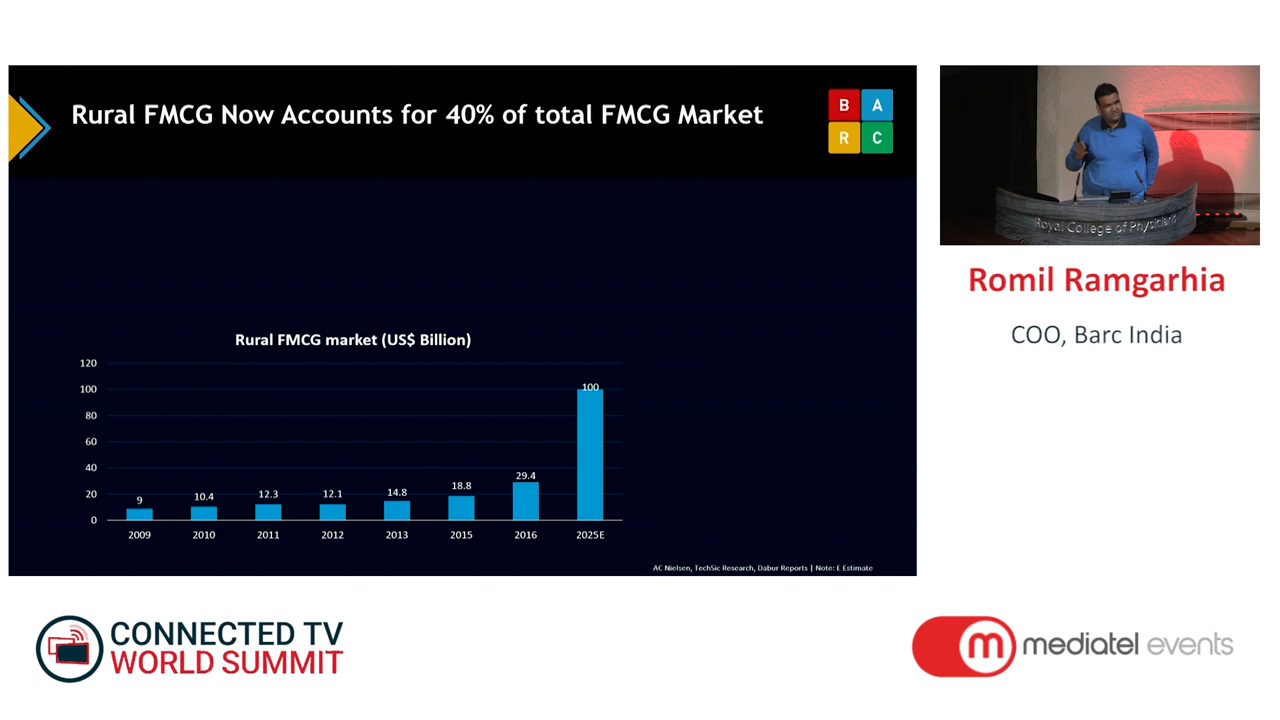 Rural FMCG Now Accounts for 40% of total FMCG Market
B A
R C
Rural FMCG market (US$ Billion)
120
100
80
60
40
20
0
9
10.4
12.3
12.1
14.8
18.8
29.4
100
2009
2010
2011
2012
2013
2015
2016
2025E
AC Nielsen, TechSic Research, Dabur Reports | Note: E Estimate
Royal College of Physicians
Romil Ramgarhia
COO, Barc India
CONNECTED TV
WORLD SUMMIT
m mediatel events